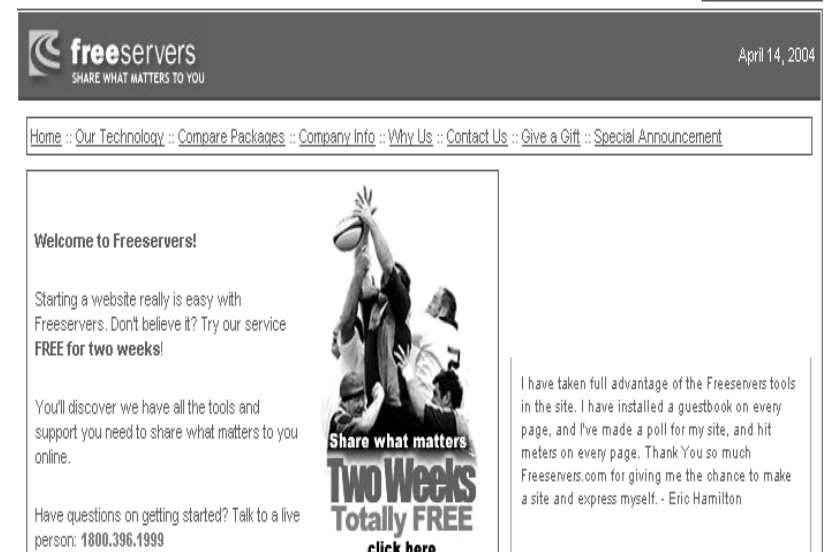 freeservers
SHARE WHAT MATTERS TO YOU
April 14, 2004
Home :: Our Technology :: Compare Packages :: Company Info :: Why Us :: Contact Us :: Give a Gift :: Special Announcement
Welcome to Freeservers!
Starting a website really is easy with
Freeservers. Don't believe it? Try our service
FREE for two weeks!
You'll discover we have all the tools and
support you need to share what matters to you
online.
Have questions on getting started? Talk to a live
person: 1800.396.1999
Share what matters
Two Weeks
Totally FREE
click here
I have taken full advantage of the Freeservers tools
in the site. I have installed a guestbook on every
page, and I've made a poll for my site, and hit
meters on every page. Thank You so much
Freeservers.com for giving me the chance to make
a site and express myself. - Eric Hamilton